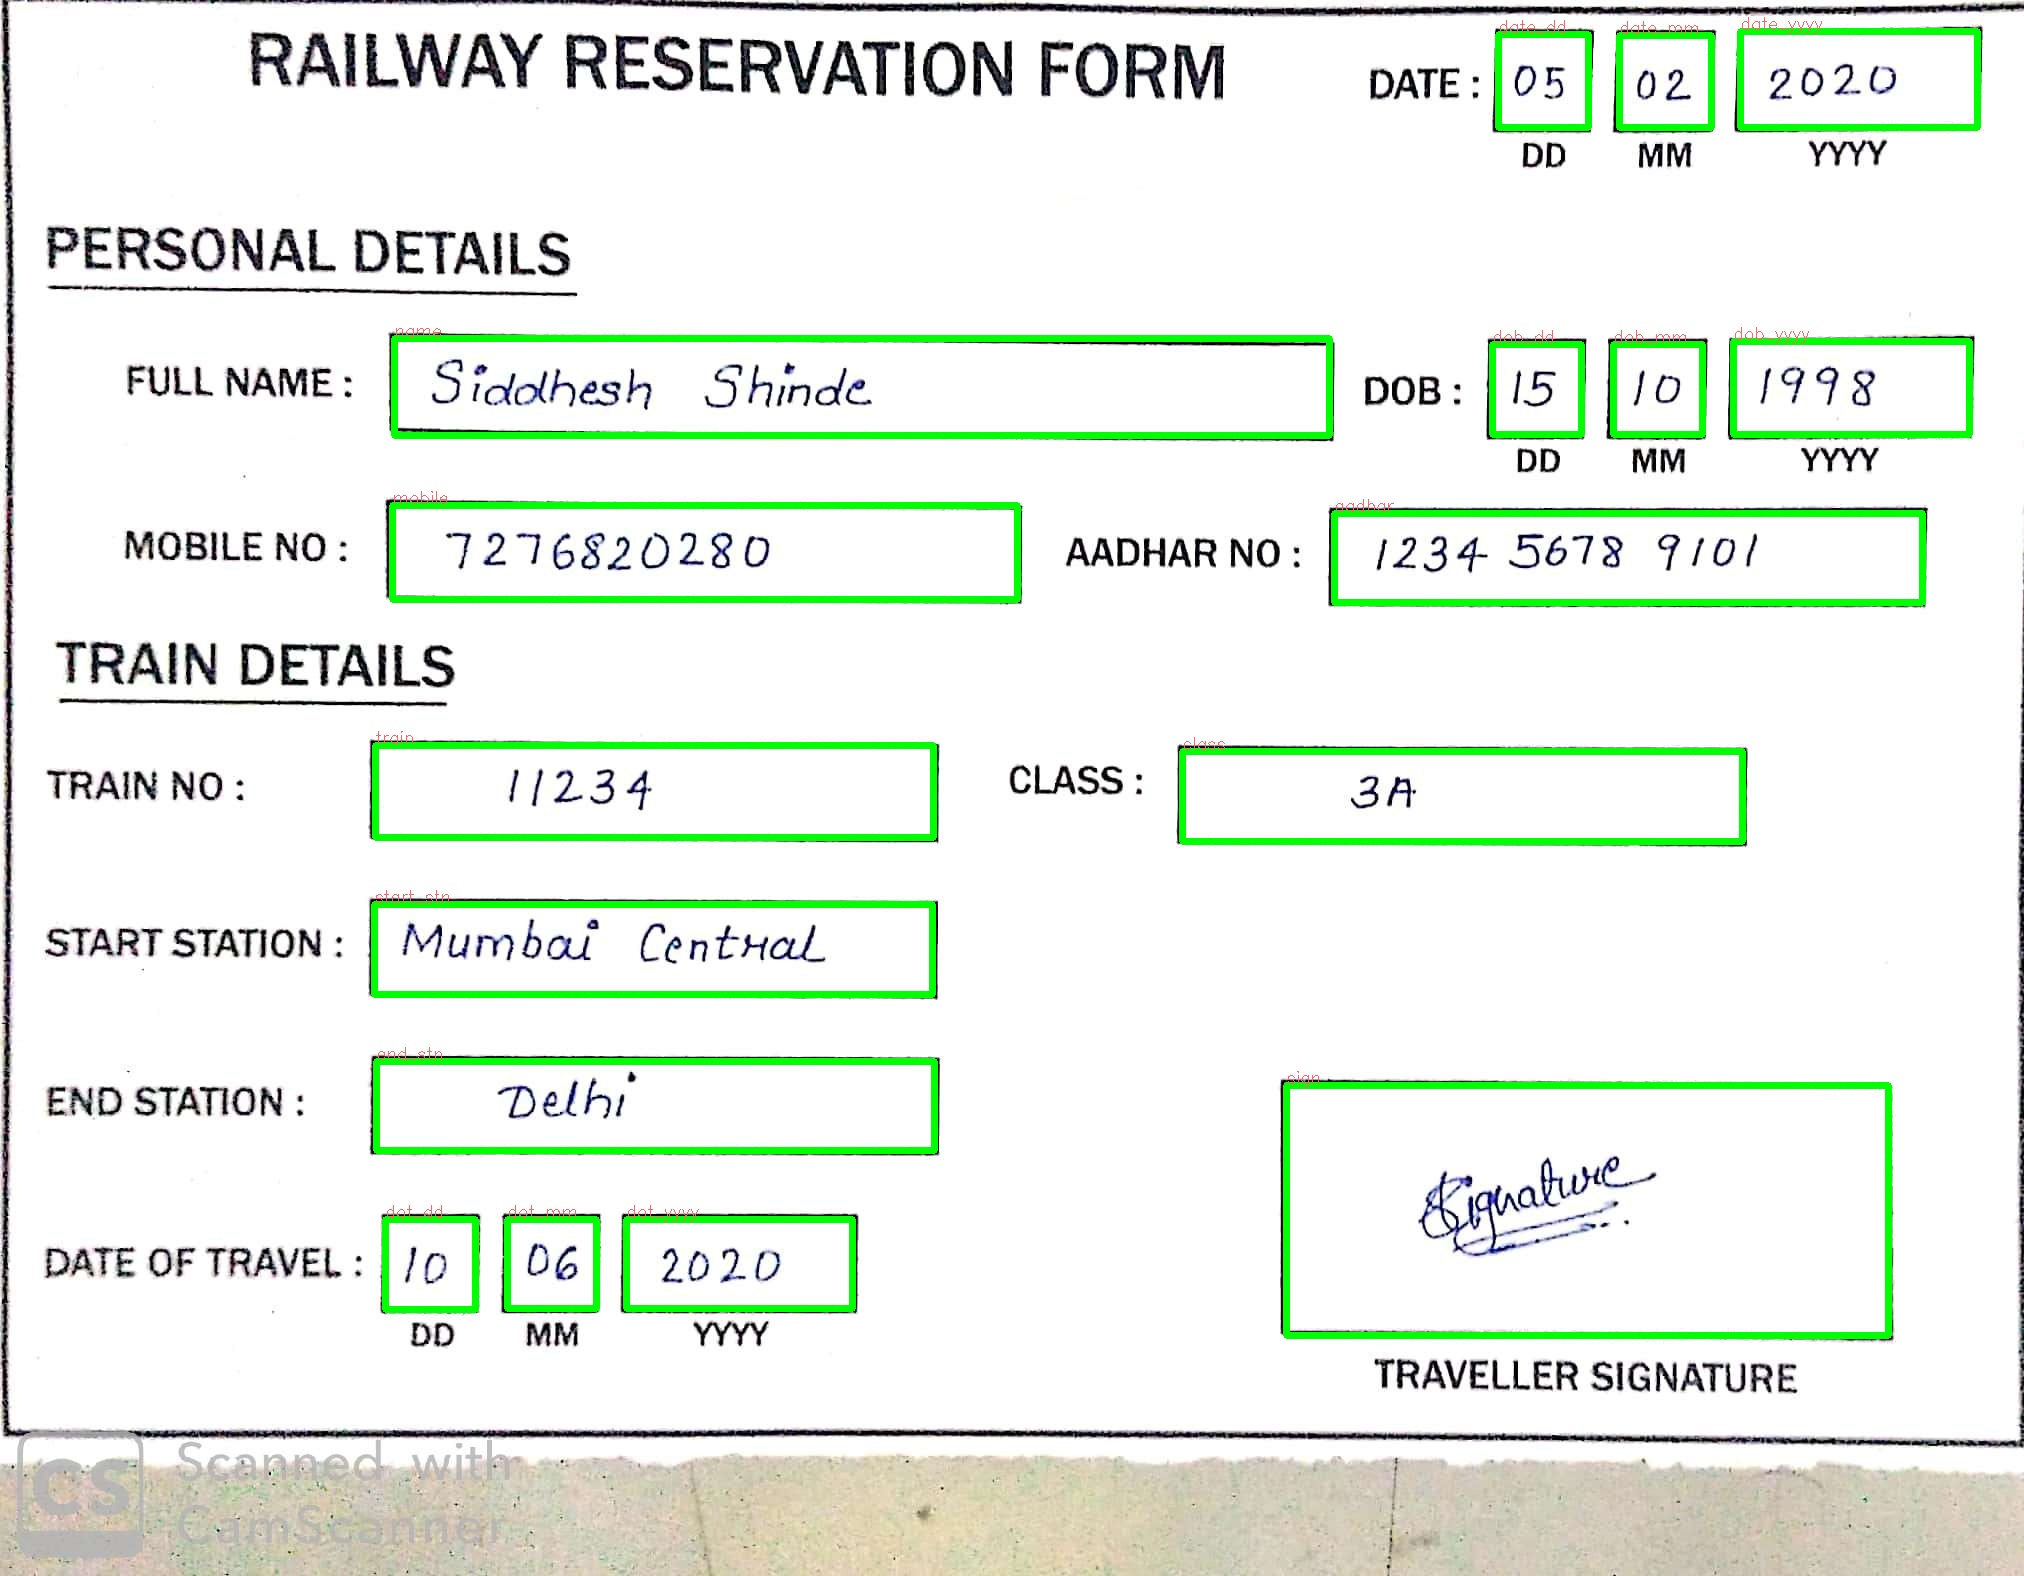 date_dd date_mm date_yyyy
RAILWAY RESERVATION FORM DATE : 05 02 2020
DD MM YYYY
PERSONAL DETAILS
name dob_dd dob_mm dob_yyyy
FULL NAME : Siddhesh Shinde DOB : 15 10 1998
DD MM YYYY
mobile aadhar
MOBILE NO : 7276820280 AADHAR NO : 1234 5678 9101
TRAIN DETAILS
train class
TRAIN NO : 11234 CLASS : 3A
start_stn
START STATION : Mumbai Central
end_stn sign
END STATION : Delhi
Signature
dot_dd dot_mm dot_yyyy
DATE OF TRAVEL : 10 06 2020
DD MM YYYY
TRAVELLER SIGNATURE
CS Scanned with
CamScanner